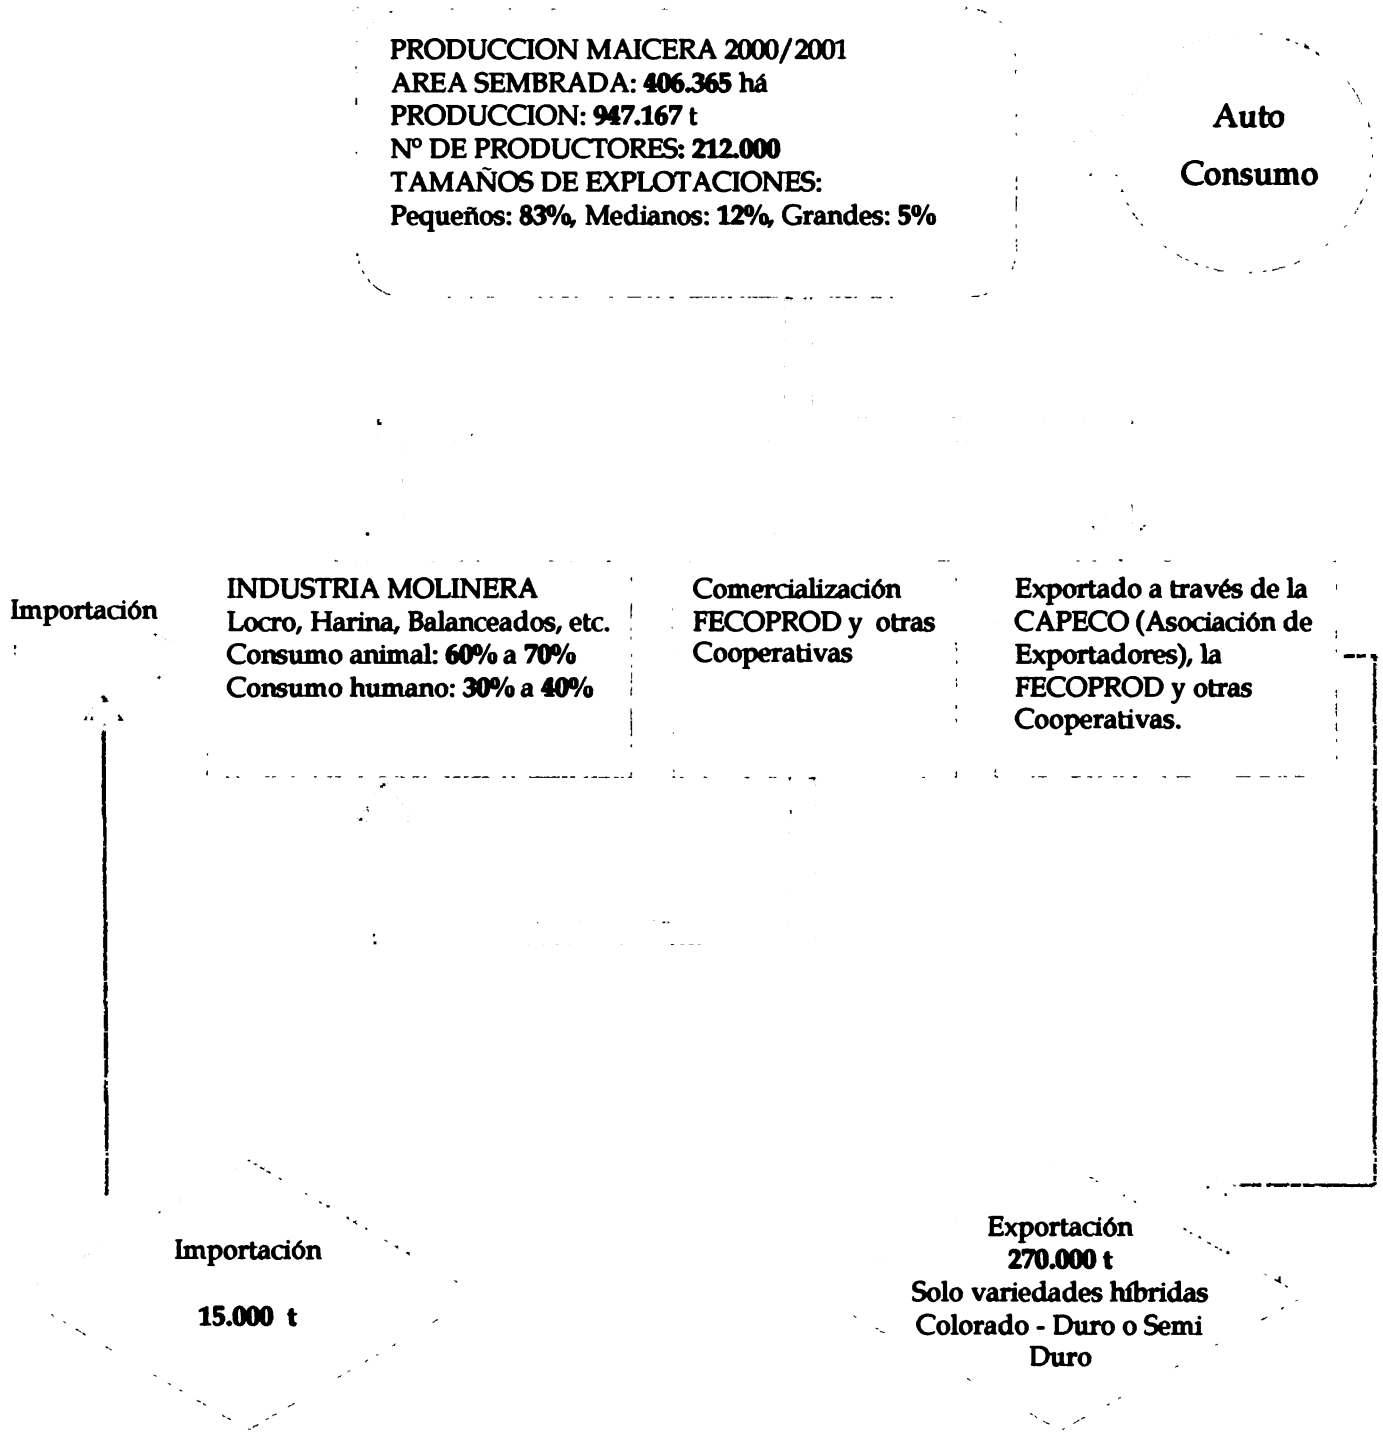 PRODUCCION MAICERA 2000/2001
AREA SEMBRADA: 406.365 há
PRODUCCION: 947.167 t
Nº DE PRODUCTORES: 212.000
TAMAÑOS DE EXPLOTACIONES:
Pequeños: 83%, Medianos: 12%, Grandes: 5%
Auto
Consumo
Importación
INDUSTRIA MOLINERA
Locro, Harina, Balanceados, etc.
Consumo animal: 60% a 70%
Consumo humano: 30% a 40%
Comercialización
FECOPROD y otras
Cooperativas
Exportado a través de la
CAPECO (Asociación de
Exportadores), la
FECOPROD y otras
Cooperativas.
Importación
15.000 t
Exportación
270.000 t
Solo variedades híbridas
Colorado - Duro o Semi
Duro